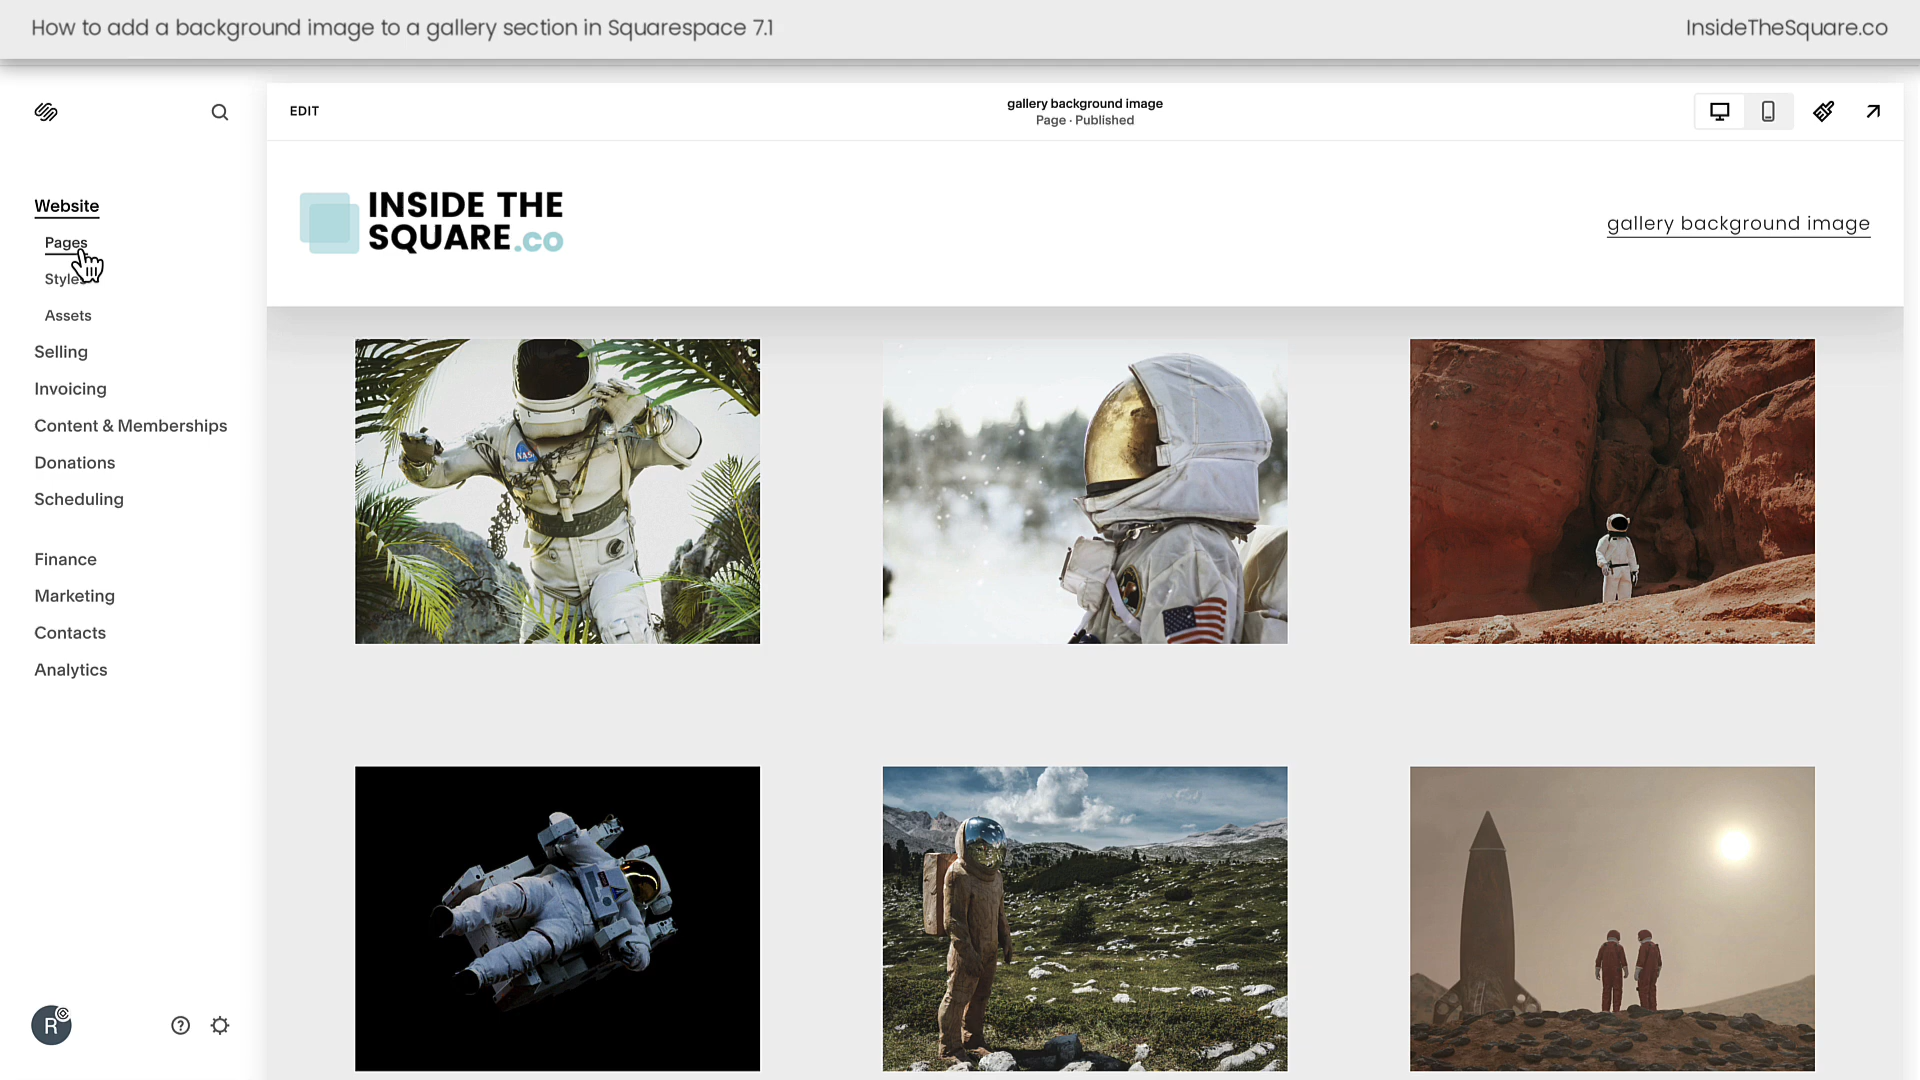 How to add a background image to a gallery section in Squarespace 7.1
InsideTheSquare.co
EDIT
gallery background image
Page · Published
Website
Pages
Styles
Assets
Selling
Invoicing
Content & Memberships
Donations
Scheduling
Finance
Marketing
Contacts
Analytics
R
INSIDE THE
SQUARE.co
gallery background image
NASA